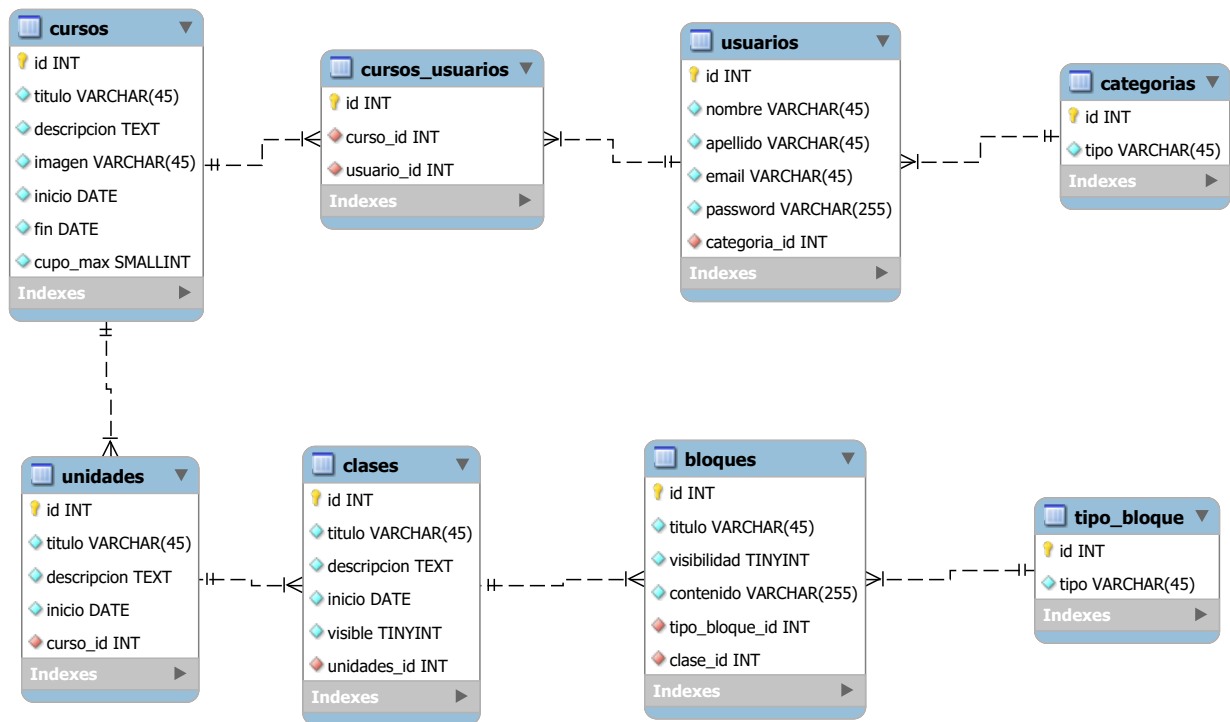 cursos
id INT
titulo VARCHAR(45)
descripcion TEXT
imagen VARCHAR(45)
inicio DATE
fin DATE
cupo_max SMALLINT
Indexes
cursos_usuarios
id INT
curso_id INT
usuario_id INT
Indexes
usuarios
id INT
nombre VARCHAR(45)
apellido VARCHAR(45)
email VARCHAR(45)
password VARCHAR(255)
categoria_id INT
Indexes
categorias
id INT
tipo VARCHAR(45)
Indexes
unidades
id INT
titulo VARCHAR(45)
descripcion TEXT
inicio DATE
curso_id INT
Indexes
clases
id INT
titulo VARCHAR(45)
descripcion TEXT
inicio DATE
visible TINYINT
unidades_id INT
Indexes
bloques
id INT
titulo VARCHAR(45)
visibilidad TINYINT
contenido VARCHAR(255)
tipo_bloque_id INT
clase_id INT
Indexes
tipo_bloque
id INT
tipo VARCHAR(45)
Indexes